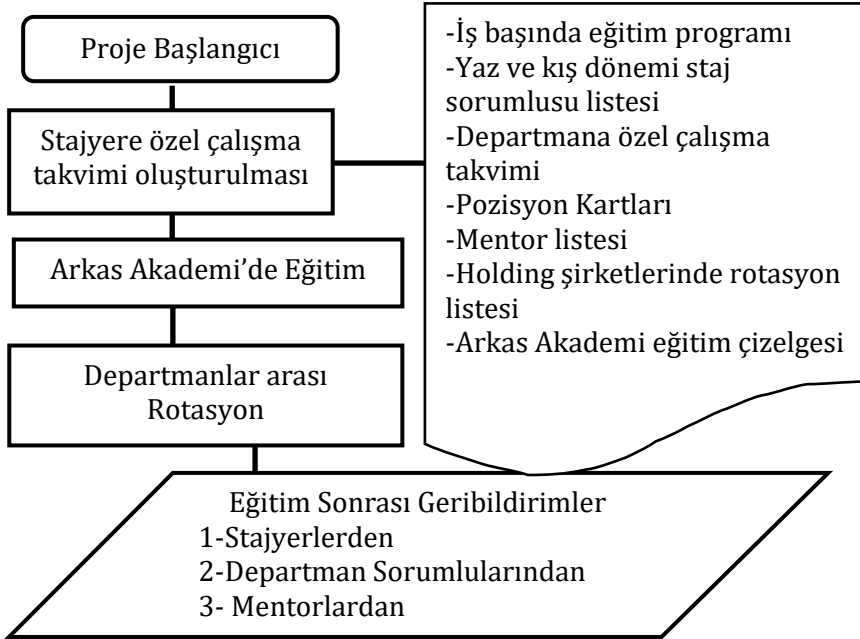 Proje Başlangıcı
Stajyere özel çalışma
takvimi oluşturulması
Arkas Akademi’de Eğitim
Departmanlar arası
Rotasyon
-İş başında eğitim programı
-Yaz ve kış dönemi staj
sorumlusu listesi
-Departmana özel çalışma
takvimi
-Pozisyon Kartları
-Mentor listesi
-Holding şirketlerinde rotasyon
listesi
-Arkas Akademi eğitim çizelgesi
Eğitim Sonrası Geribildirimler
1-Stajyerlerden
2-Departman Sorumlularından
3- Mentorlardan